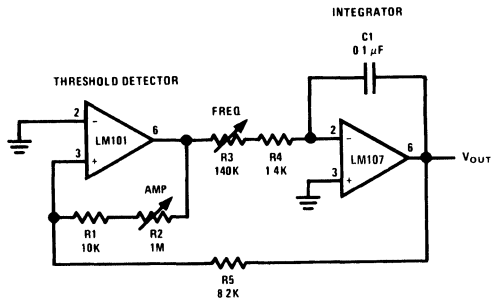 INTEGRATOR
C1
0.1 μF
THRESHOLD DETECTOR
FREQ
2
−
6
LM101
3
+
R3
140K
R4
1 4K
2
−
6
LM107
3
+
VOUT
AMP
R1
10K
R2
1M
R5
8 2K